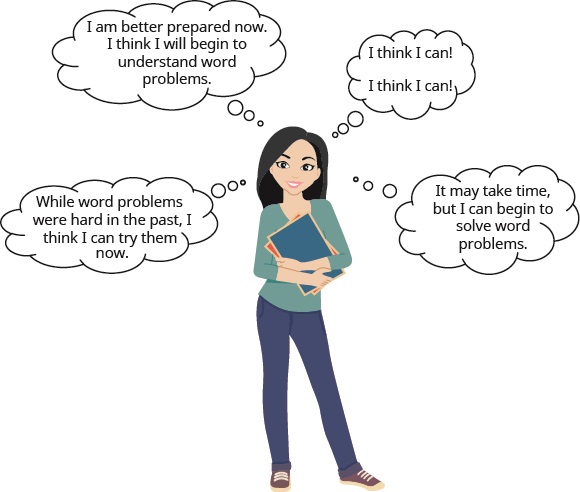 I am better prepared now.
I think I will begin to
understand word
problems.
I think I can!
I think I can!
While word problems
were hard in the past, I
think I can try them
now.
It may take time,
but I can begin to
solve word
problems.